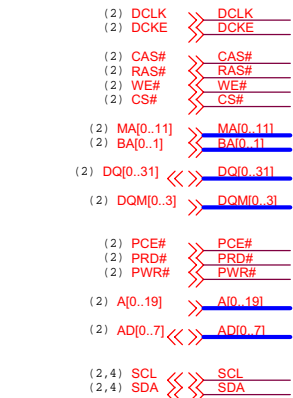 (2) DCLK DCLK
(2) DCKE DCKE
(2) CAS# CAS#
(2) RAS# RAS#
(2) WE# WE#
(2) CS# CS#
(2) MA[0..11] MA[0..11]
(2) BA[0..1] BA[0..1]
(2) DQ[0..31] DQ[0..31]
(2) DQM[0..3] DQM[0..3]
(2) PCE# PCE#
(2) PRD# PRD#
(2) PWR# PWR#
(2) A[0..19] A[0..19]
(2) AD[0..7] AD[0..7]
(2,4) SCL SCL
(2,4) SDA SDA